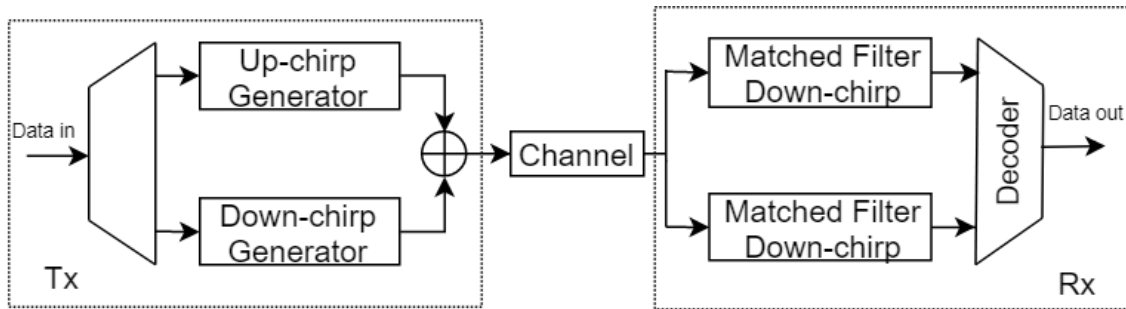 Data in
Up-chirp
Generator
Down-chirp
Generator
Tx
Channel
Matched Filter
Down-chirp
Matched Filter
Down-chirp
Decoder
Data out
Rx